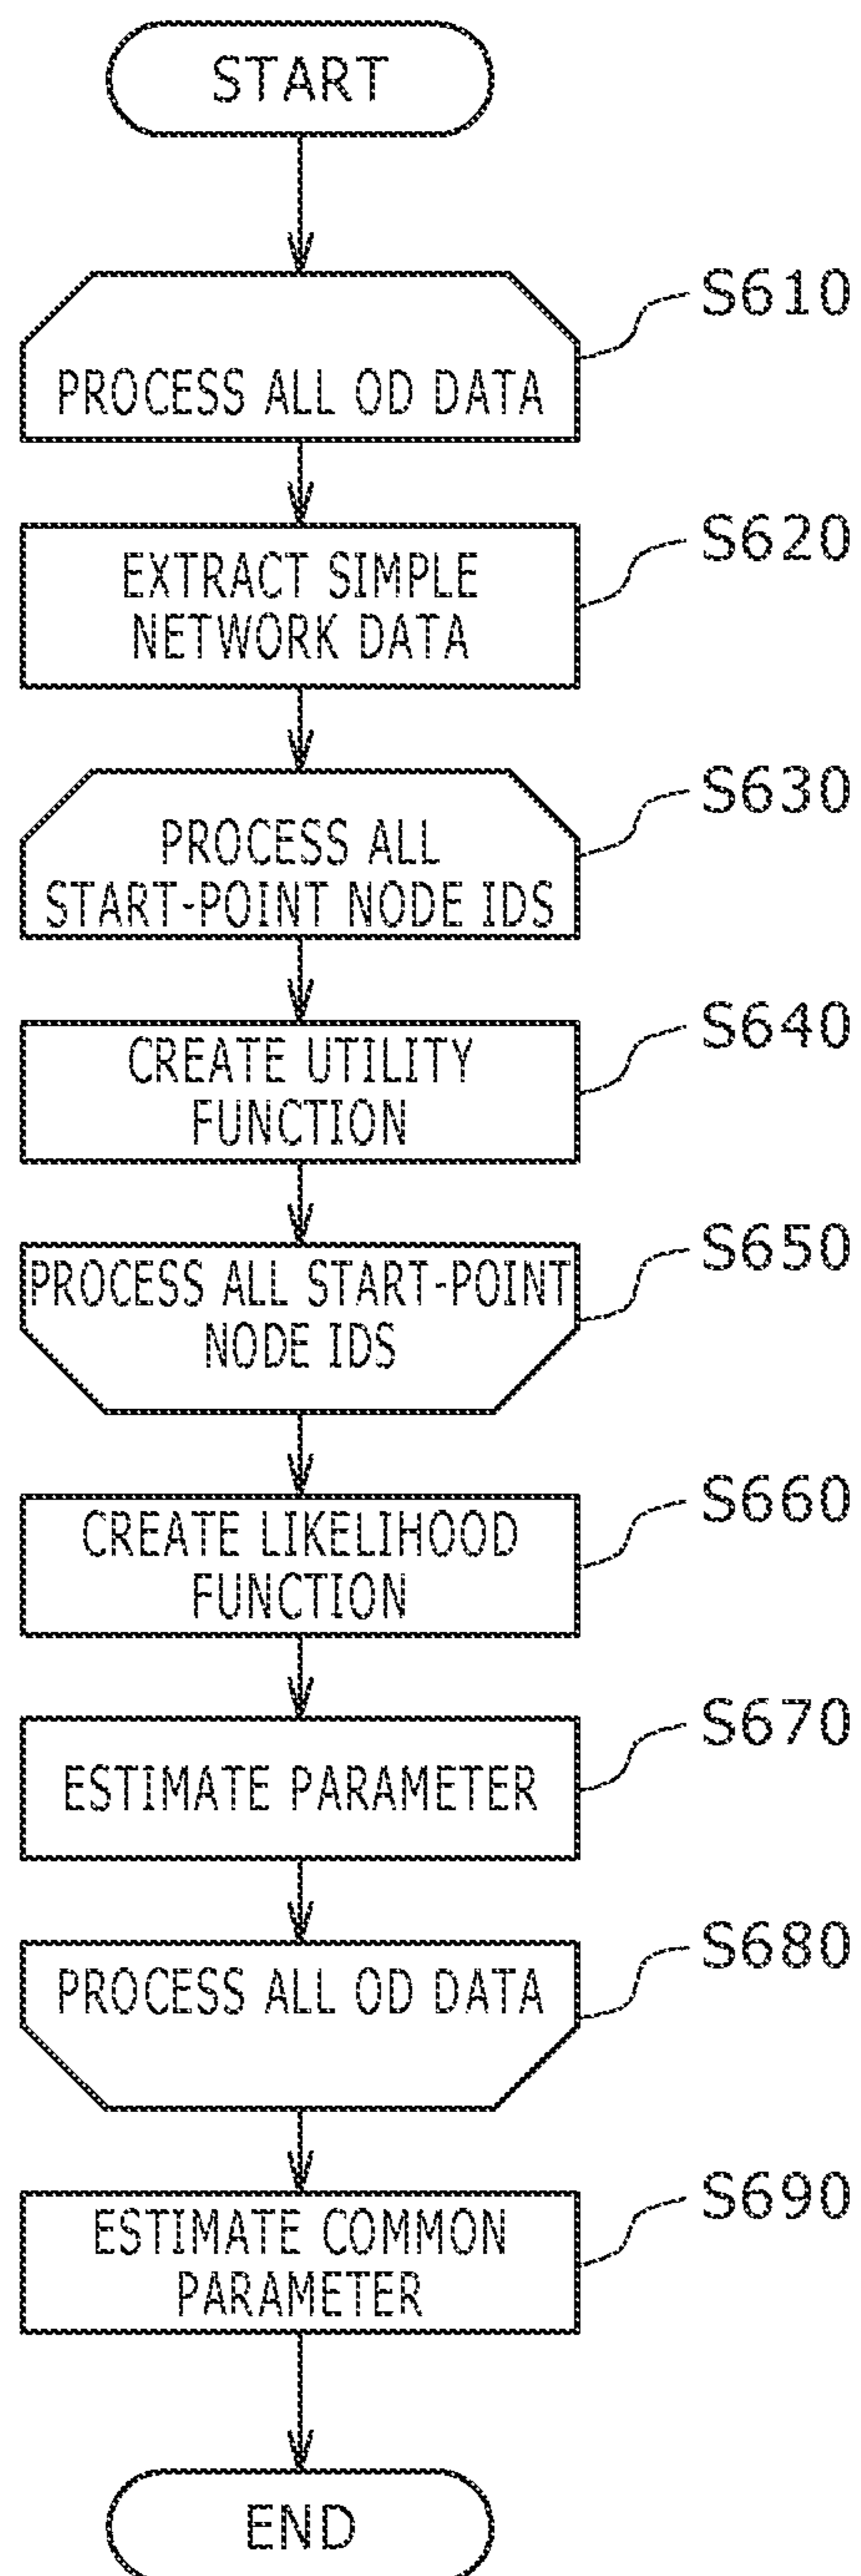 START
PROCESS ALL OD DATA
S610
EXTRACT SIMPLE
NETWORK DATA
S620
PROCESS ALL
START-POINT NODE IDS
S630
CREATE UTILITY
FUNCTION
S640
PROCESS ALL START-POINT
NODE IDS
S650
CREATE LIKELIHOOD
FUNCTION
S660
ESTIMATE PARAMETER
S670
PROCESS ALL OD DATA
S680
ESTIMATE COMMON
PARAMETER
S690
END